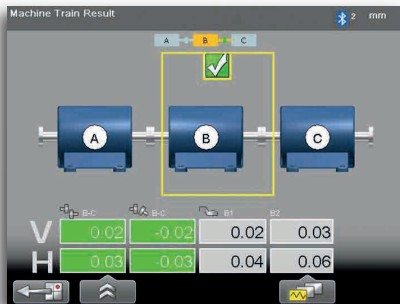 Machine Train Result
2 mm
A B C
A B C
B-C B-C B1 B2
V 0.02 -0.02 0.02 0.03
H 0.03 -0.03 0.04 0.06